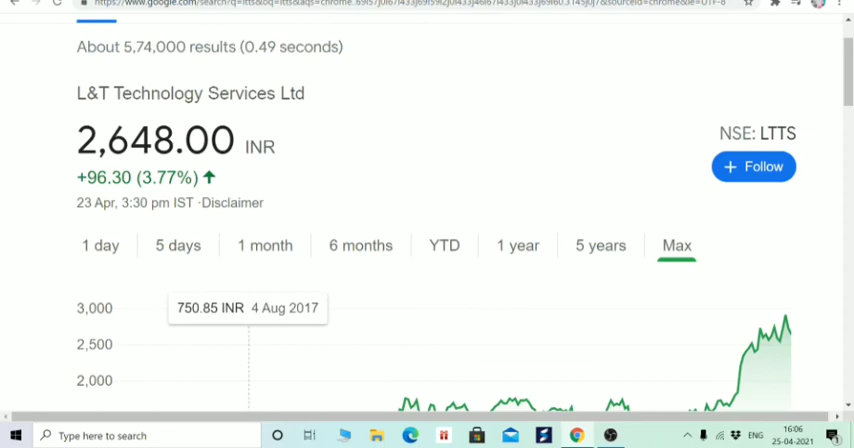 About 5,74,000 results (0.49 seconds)
L&T Technology Services Ltd
2,648.00 INR
NSE: LTTS
+ Follow
+96.30 (3.77%) ↑
23 Apr, 3:30 pm IST ·Disclaimer
1 day 5 days 1 month 6 months YTD 1 year 5 years Max
750.85 INR 4 Aug 2017
3,000
2,500
2,000
Type here to search
ENG
16:06
25-04-2021